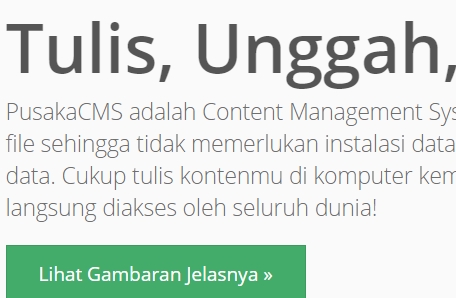 Tulis, Unggah,
PusakaCMS adalah Content Management Sys
file sehingga tidak memerlukan instalasi data
data. Cukup tulis kontenmu di komputer kem
langsung diakses oleh seluruh dunia!
Lihat Gambaran Jelasnya »